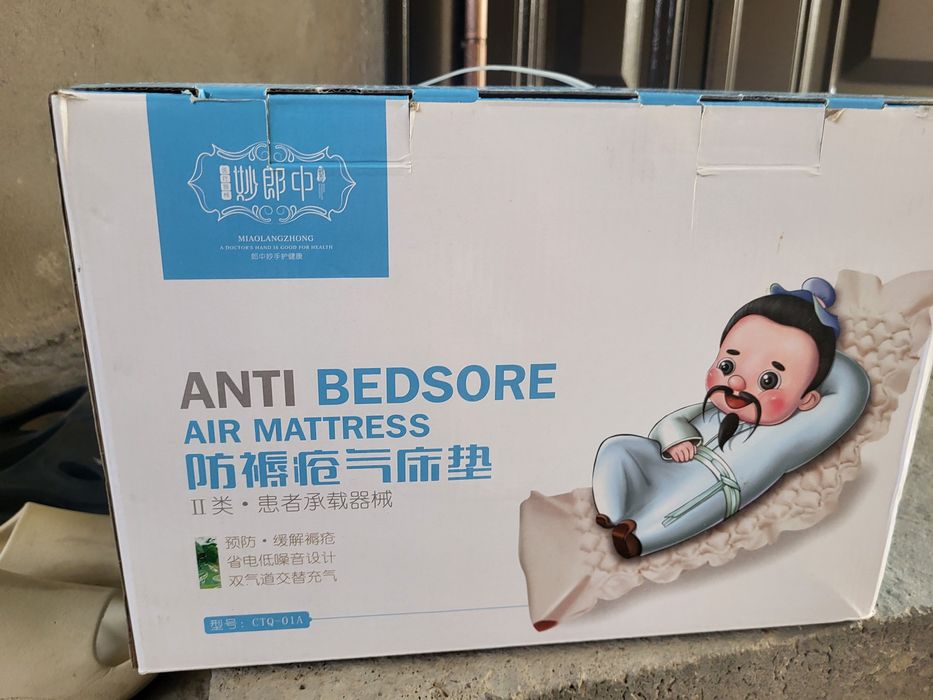 妙郎中
MIAOLANGZHONG
A DOCTOR'S HAND IS GOOD FOR HEALTH
郎中妙手护健康
ANTI BEDSORE
AIR MATTRESS
防褥疮气床垫
II类·患者承载器械
预防·缓解褥疮
省电低噪音设计
双气道交替充气
型号：CTQ-01A